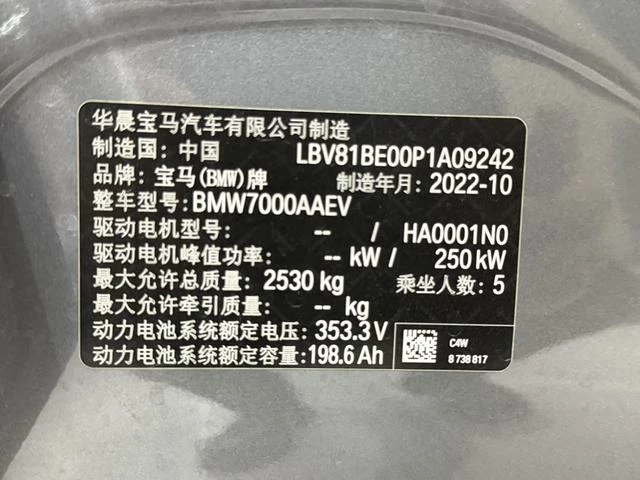 华晨宝马汽车有限公司制造
制造国: 中国 LBV81BE00P1A09242
品牌: 宝马(BMW)牌 制造年月: 2022-10
整车型号: BMW7000AAEV
驱动电机型号: -- / HA0001N0
驱动电机峰值功率: -- kW / 250 kW
最大允许总质量: 2530 kg 乘坐人数: 5
最大允许牵引质量: -- kg
动力电池系统额定电压: 353.3 V
动力电池系统额定容量: 198.6 Ah
C4W
8 738 817